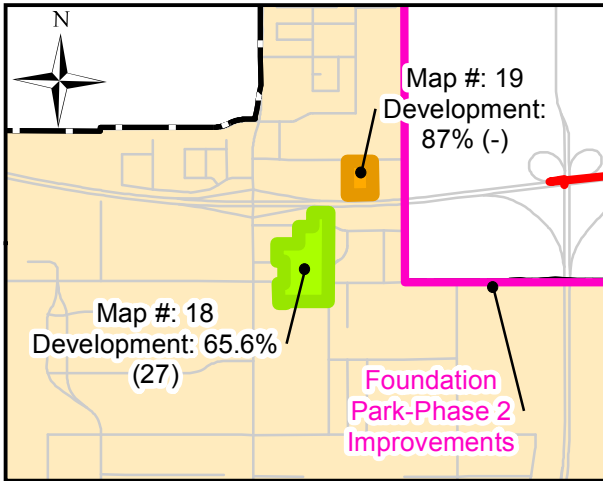 N
Map #: 19
Development:
87% (-)
Map #: 18
Development: 65.6%
(27)
Foundation
Park-Phase 2
Improvements